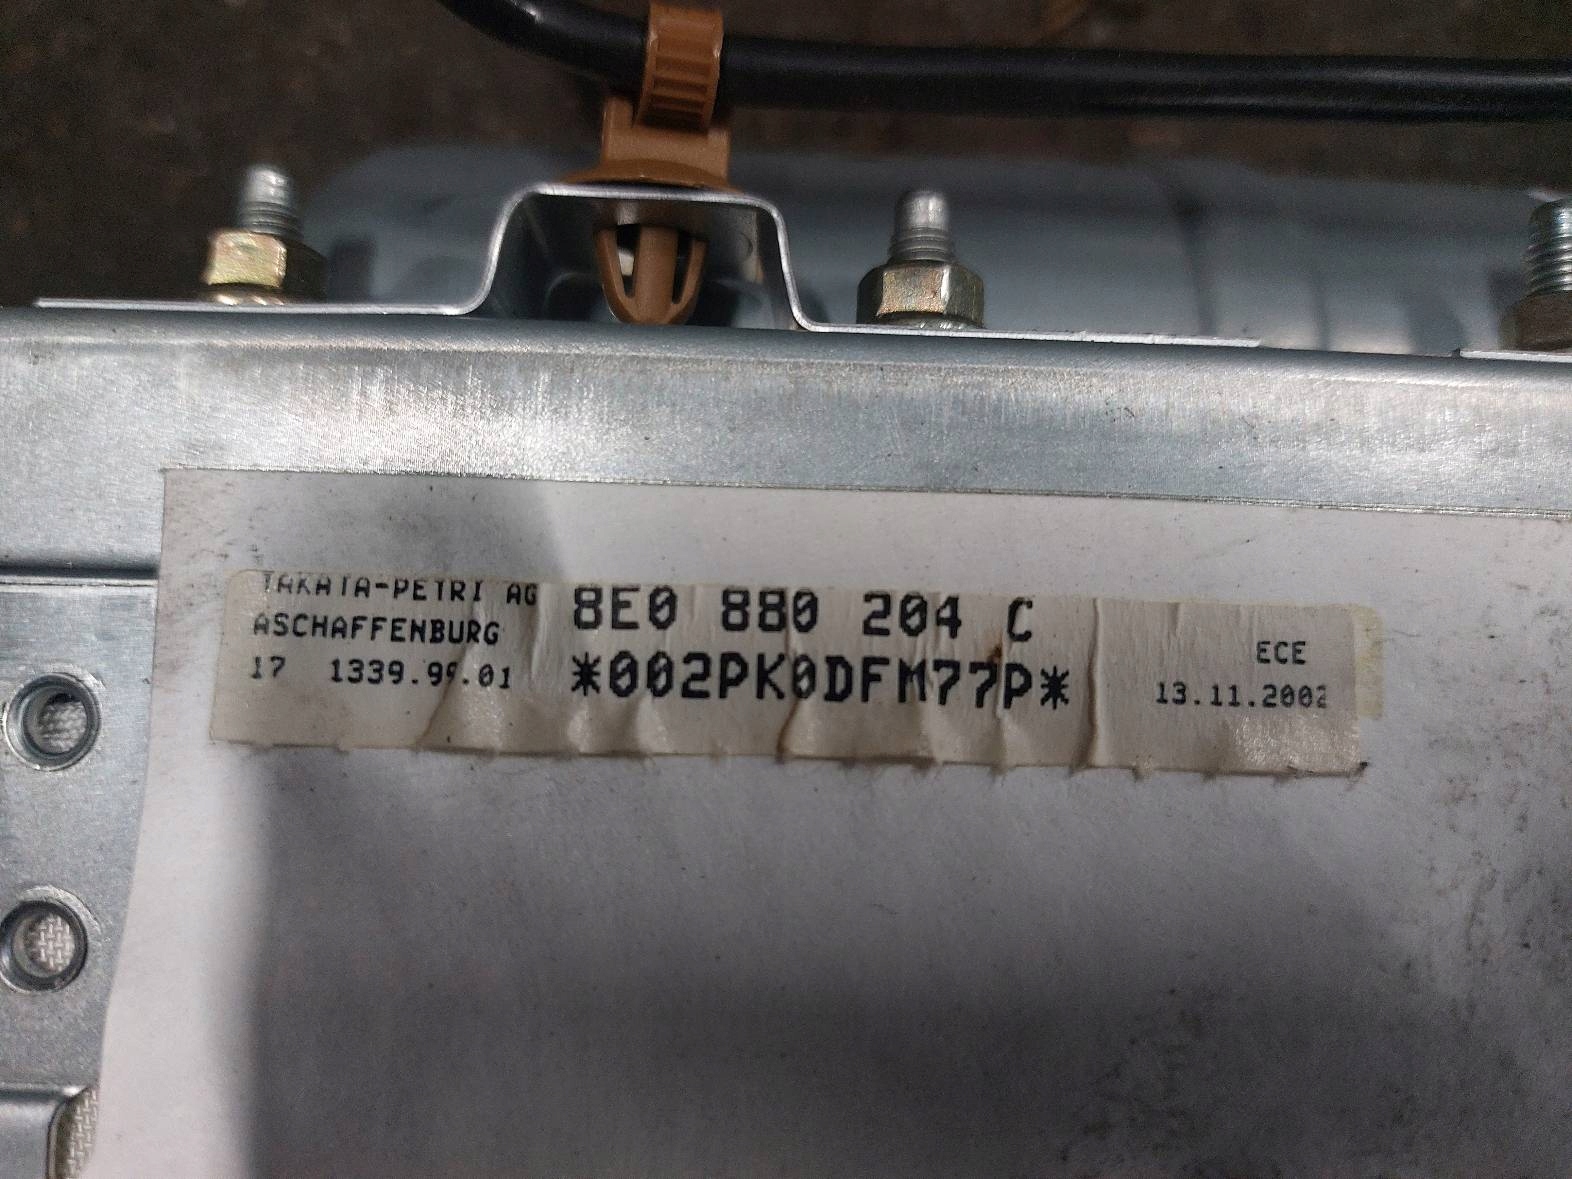 TAKATA-PETRI AG
ASCHAFFENBURG
17 1339.99.01
8E0 880 204 C
*002PK0DFM77P*
ECE
13.11.2002